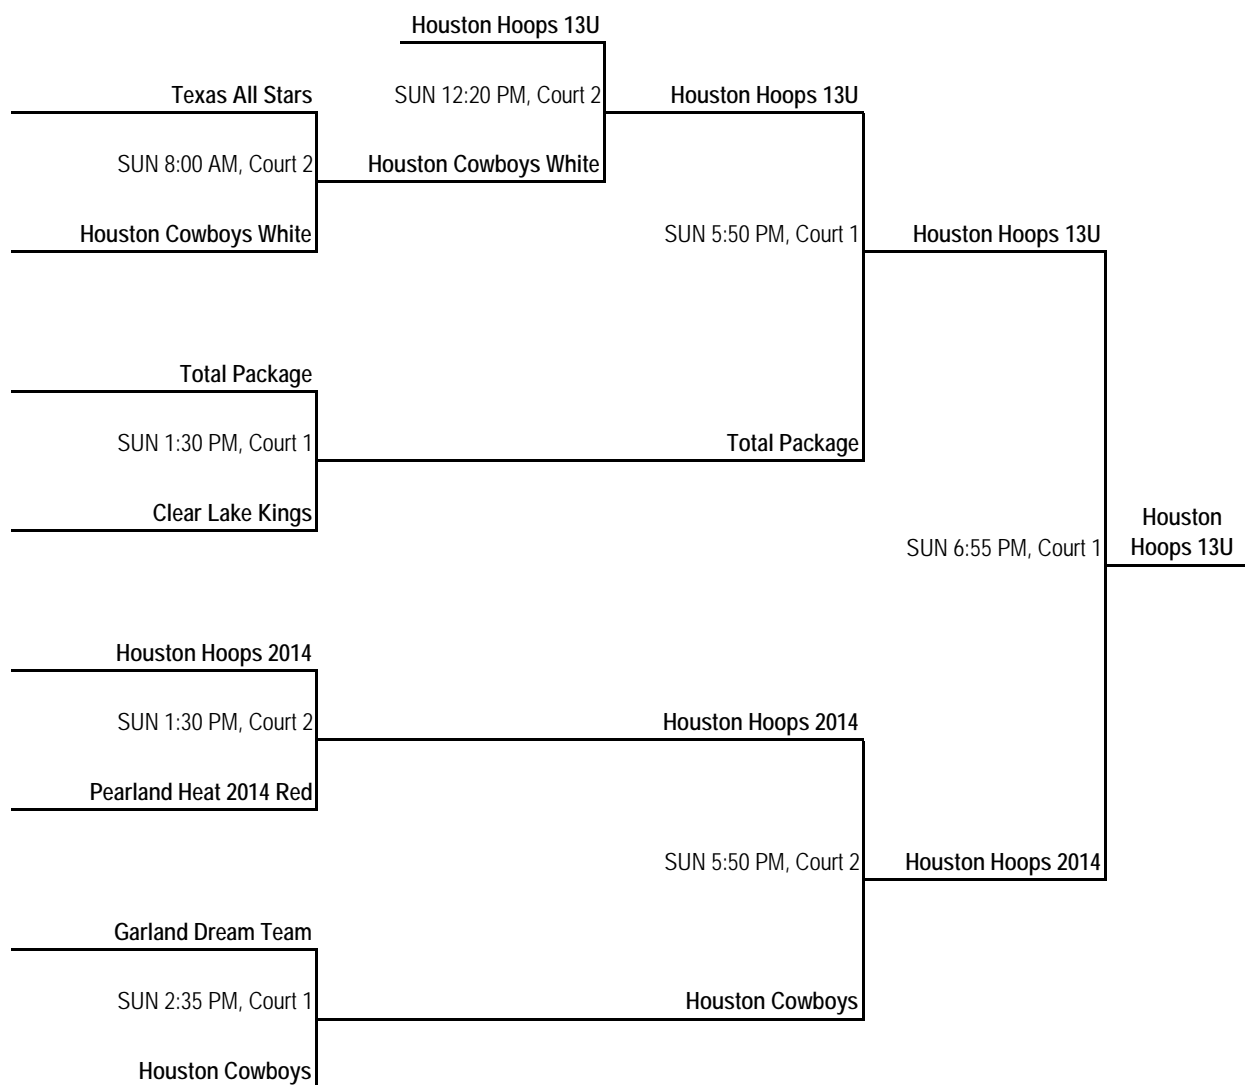 Houston Hoops 13U
Texas All Stars
SUN 12:20 PM, Court 2
Houston Hoops 13U
SUN 8:00 AM, Court 2
Houston Cowboys White
Houston Cowboys White
SUN 5:50 PM, Court 1
Houston Hoops 13U
Total Package
SUN 1:30 PM, Court 1
Total Package
Clear Lake Kings
Houston
Hoops 13U
SUN 6:55 PM, Court 1
Houston Hoops 2014
SUN 1:30 PM, Court 2
Houston Hoops 2014
Pearland Heat 2014 Red
SUN 5:50 PM, Court 2
Houston Hoops 2014
Garland Dream Team
SUN 2:35 PM, Court 1
Houston Cowboys
Houston Cowboys